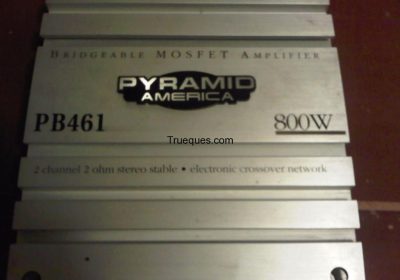 BRIDGEABLE MOSFET AMPLIFIER
PYRAMID
AMERICA
PB461
800W
Trueques.com
2 channel 2 ohm stereo stable • electronic crossover network